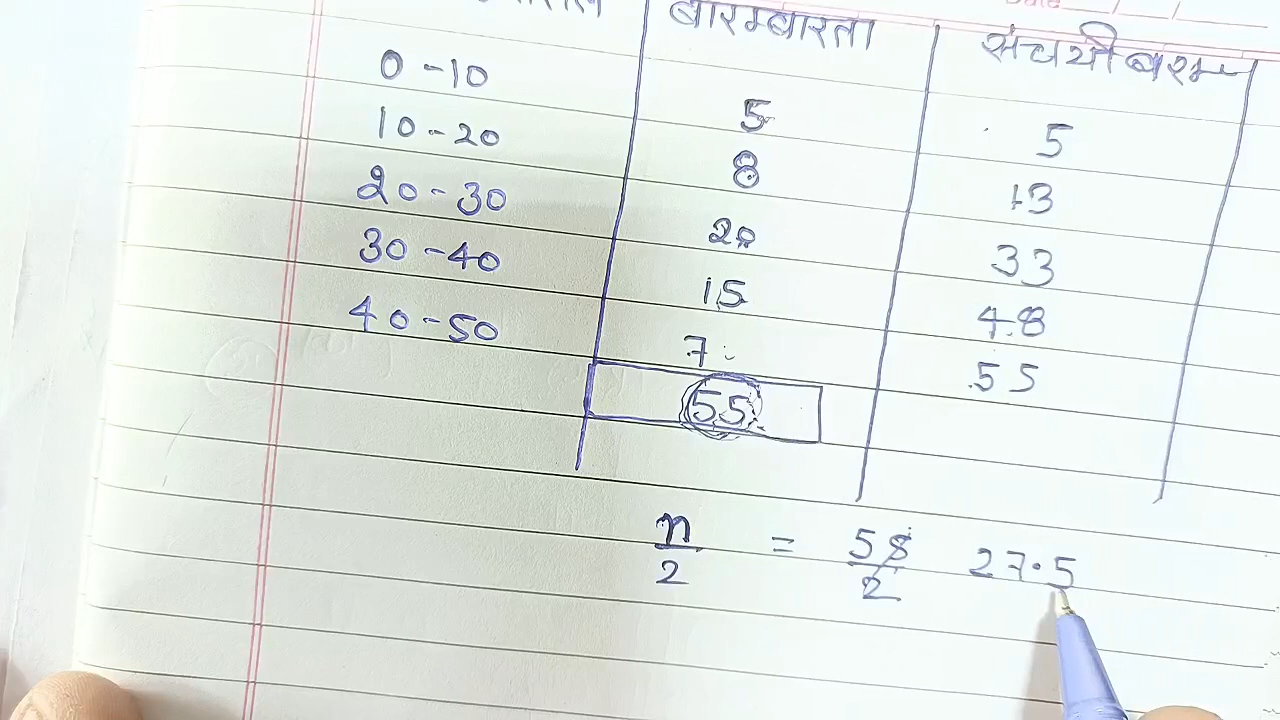 Date / /
बारम्बारता संचयी बारम्
0-10 5 5
10-20 8 13
20-30 20 33
30-40 15 48
40-50 7 55
55
n/2 = 55/2 27.5